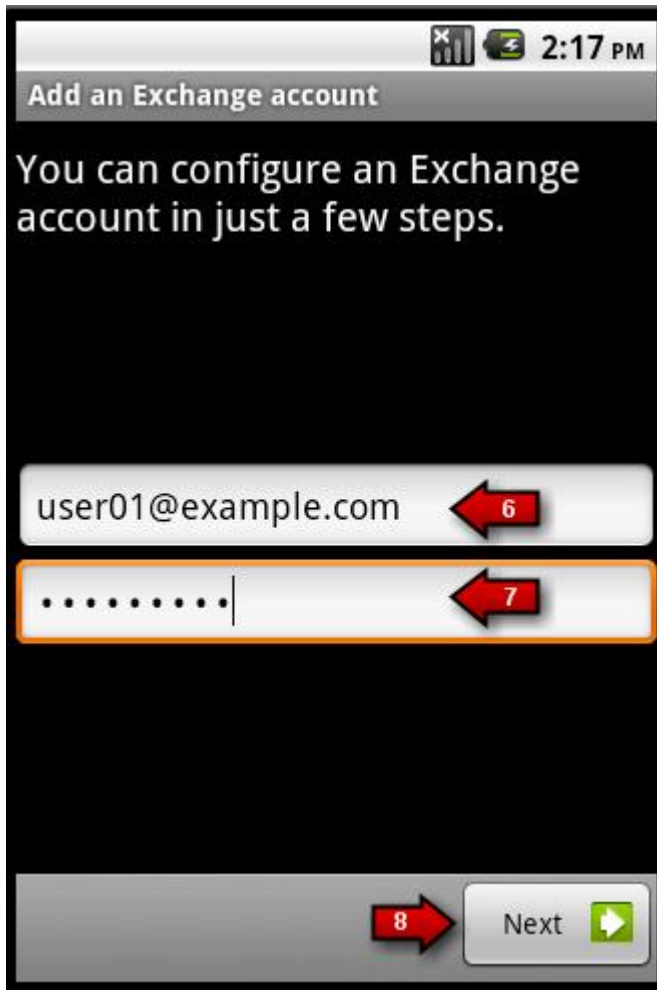 2:17 PM
Add an Exchange account
You can configure an Exchange
account in just a few steps.
user01@example.com 6
••••••••• 7
8 Next